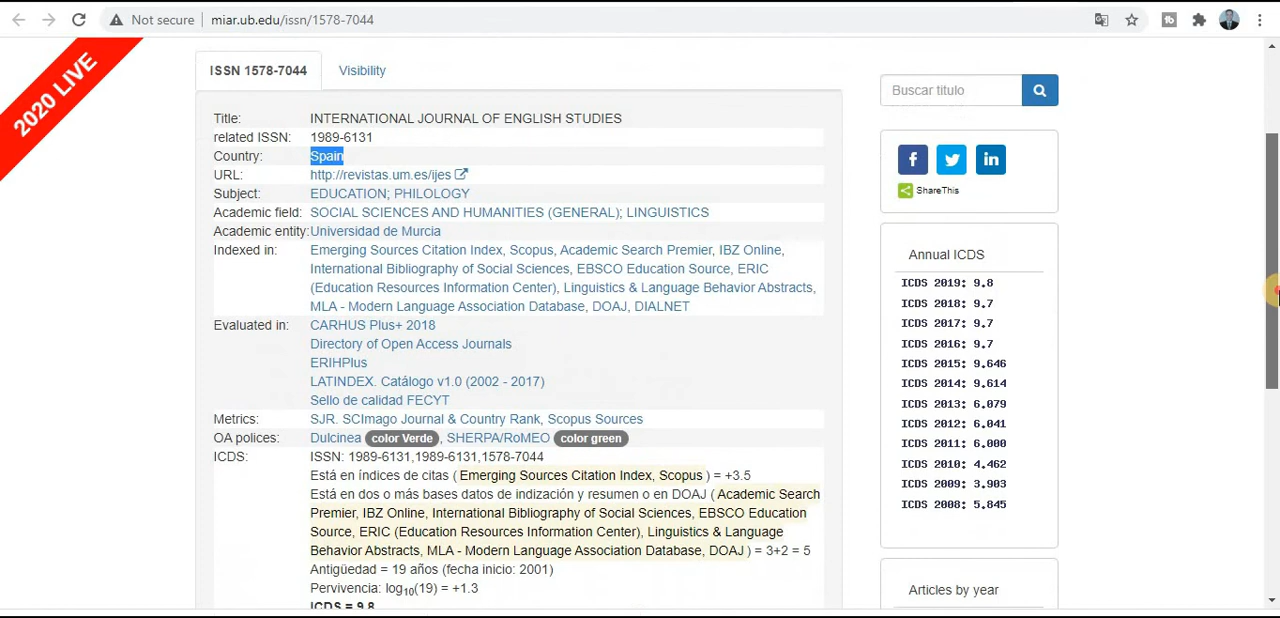 Not secure
miar.ub.edu/issn/1578-7044
2020 LIVE
ISSN 1578-7044
Visibility
Title: INTERNATIONAL JOURNAL OF ENGLISH STUDIES
related ISSN: 1989-6131
Country: Spain
URL: http://revistas.um.es/ijes
Subject: EDUCATION; PHILOLOGY
Academic field: SOCIAL SCIENCES AND HUMANITIES (GENERAL); LINGUISTICS
Academic entity: Universidad de Murcia
Indexed in: Emerging Sources Citation Index, Scopus, Academic Search Premier, IBZ Online,
International Bibliography of Social Sciences, EBSCO Education Source, ERIC
(Education Resources Information Center), Linguistics & Language Behavior Abstracts,
MLA - Modern Language Association Database, DOAJ, DIALNET
Evaluated in: CARHUS Plus+ 2018
Directory of Open Access Journals
ERIHPlus
LATINDEX. Catálogo v1.0 (2002 - 2017)
Sello de calidad FECYT
Metrics: SJR. SCImago Journal & Country Rank, Scopus Sources
OA polices: Dulcinea color Verde, SHERPA/RoMEO color green
ICDS: ISSN: 1989-6131,1989-6131,1578-7044
Está en índices de citas ( Emerging Sources Citation Index, Scopus ) = +3.5
Está en dos o más bases datos de indización y resumen o en DOAJ ( Academic Search
Premier, IBZ Online, International Bibliography of Social Sciences, EBSCO Education
Source, ERIC (Education Resources Information Center), Linguistics & Language
Behavior Abstracts, MLA - Modern Language Association Database, DOAJ ) = 3+2 = 5
Antigüedad = 19 años (fecha inicio: 2001)
Pervivencia: log10(19) = +1.3
ICDS = 9.8
Buscar titulo
ShareThis
Annual ICDS
ICDS 2019: 9.8
ICDS 2018: 9.7
ICDS 2017: 9.7
ICDS 2016: 9.7
ICDS 2015: 9.646
ICDS 2014: 9.614
ICDS 2013: 6.079
ICDS 2012: 6.041
ICDS 2011: 6.000
ICDS 2010: 4.462
ICDS 2009: 3.903
ICDS 2008: 5.845
Articles by year